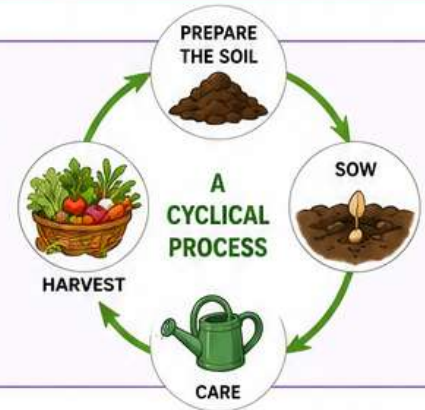 PREPARE
THE SOIL
SOW
A
CYCLICAL
PROCESS
HARVEST
CARE